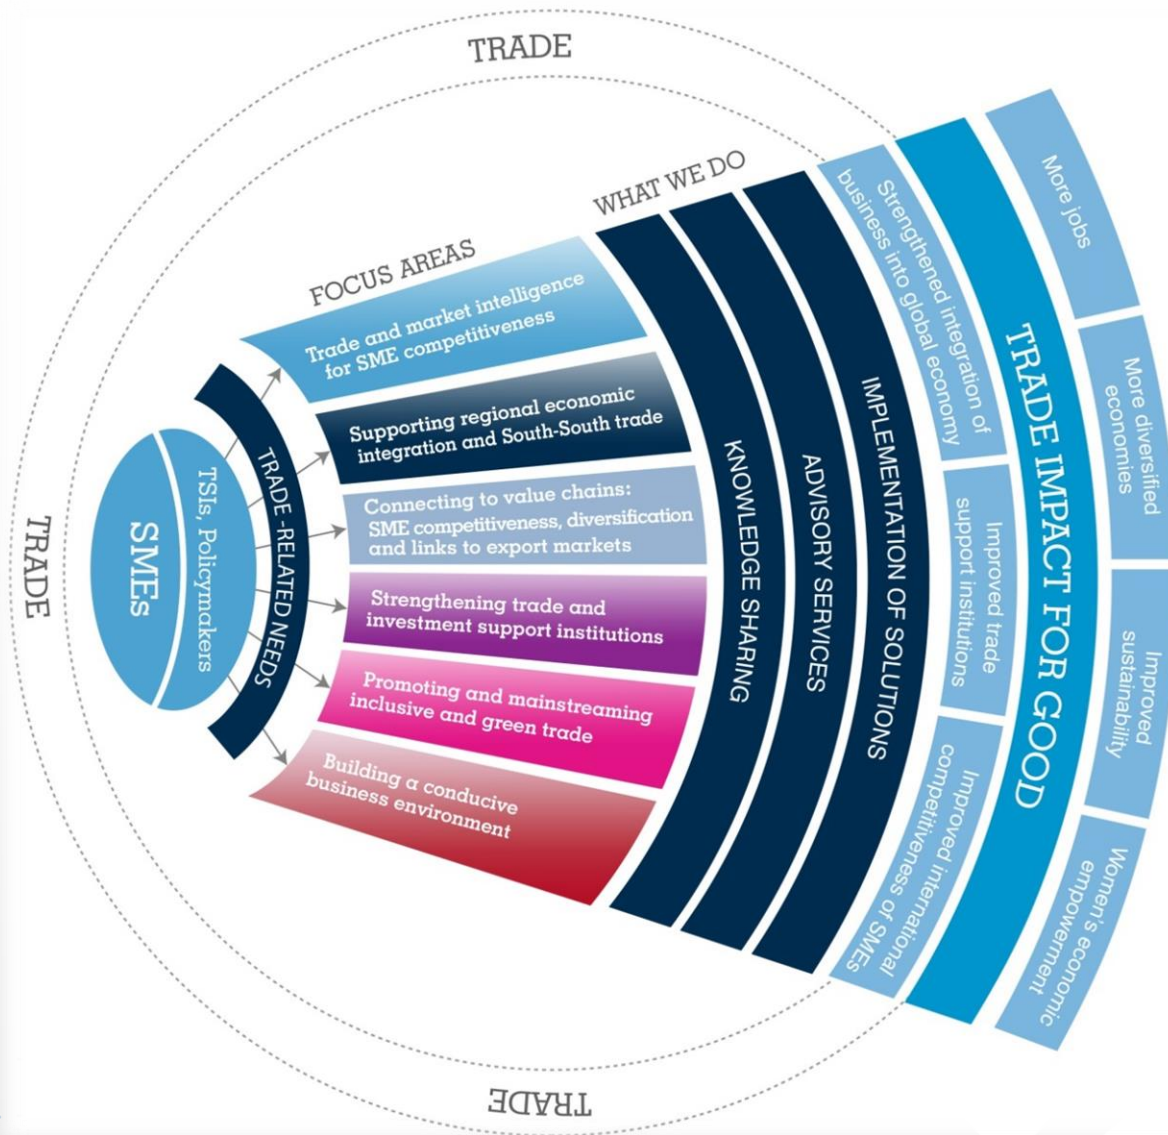 TRADE
TRADE
TRADE
SMEs
TSIs, Policymakers
TRADE-RELATED NEEDS
FOCUS AREAS
Trade and market intelligence
for SME competitiveness
Supporting regional economic
integration and South-South trade
Connecting to value chains:
SME competitiveness, diversification
and links to export markets
Strengthening trade and
investment support institutions
Promoting and mainstreaming
inclusive and green trade
Building a conducive
business environment
WHAT WE DO
KNOWLEDGE SHARING
ADVISORY SERVICES
IMPLEMENTATION OF SOLUTIONS
Strengthened integration of
business into global economy
Improved trade
support institutions
Improved international
competitiveness of SMEs
TRADE IMPACT FOR GOOD
More jobs
More diversified
economies
Improved
sustainability
Women's economic
empowerment